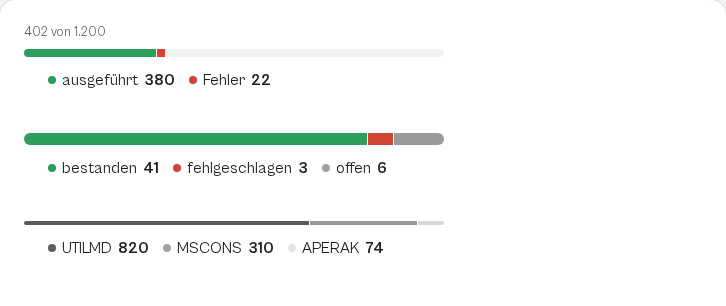 402 von 1.200
ausgeführt 380 Fehler 22
bestanden 41 fehlgeschlagen 3 offen 6
UTILMD 820 MSCONS 310 APERAK 74